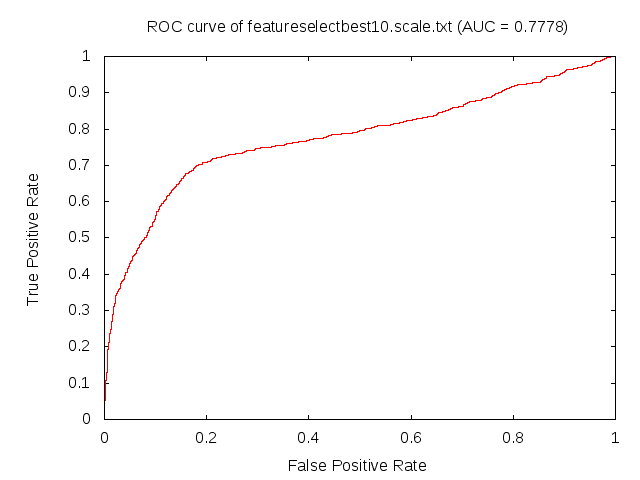 ROC curve of featureselectbest10.scale.txt (AUC = 0.7778)
1
0.9
0.8
0.7
0.6
0.5
0.4
0.3
0.2
0.1
0
True Positive Rate
0 0.2 0.4 0.6 0.8 1
False Positive Rate